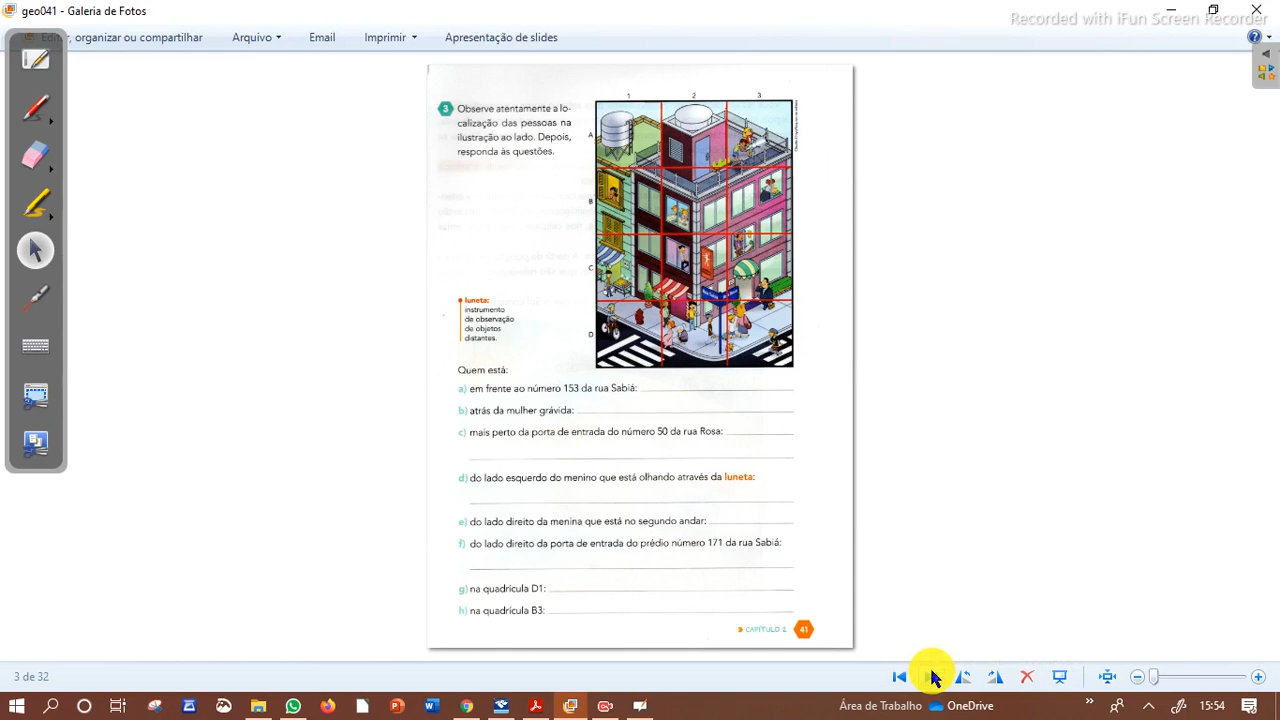 geo041 - Galeria de Fotos
Recorded with iFun Screen Recorder
Editar, organizar ou compartilhar
Arquivo
Email
Imprimir
Apresentação de slides
1 2 3
3 Observe atentamente a lo-
calização das pessoas na
ilustração ao lado. Depois,
responda às questões.
A
B
C
D
luneta:
instrumento
de observação
de objetos
distantes.
Quem está:
a) em frente ao número 153 da rua Sabiá:
b) atrás da mulher grávida:
c) mais perto da porta de entrada do número 50 da rua Rosa:
d) do lado esquerdo do menino que está olhando através da luneta:
e) do lado direito da menina que está no segundo andar:
f) do lado direito da porta de entrada do prédio número 171 da rua Sabiá:
g) na quadrícula D1:
h) na quadrícula B3:
CAPÍTULO 2 41
3 de 32
Área de Trabalho
OneDrive
15:54